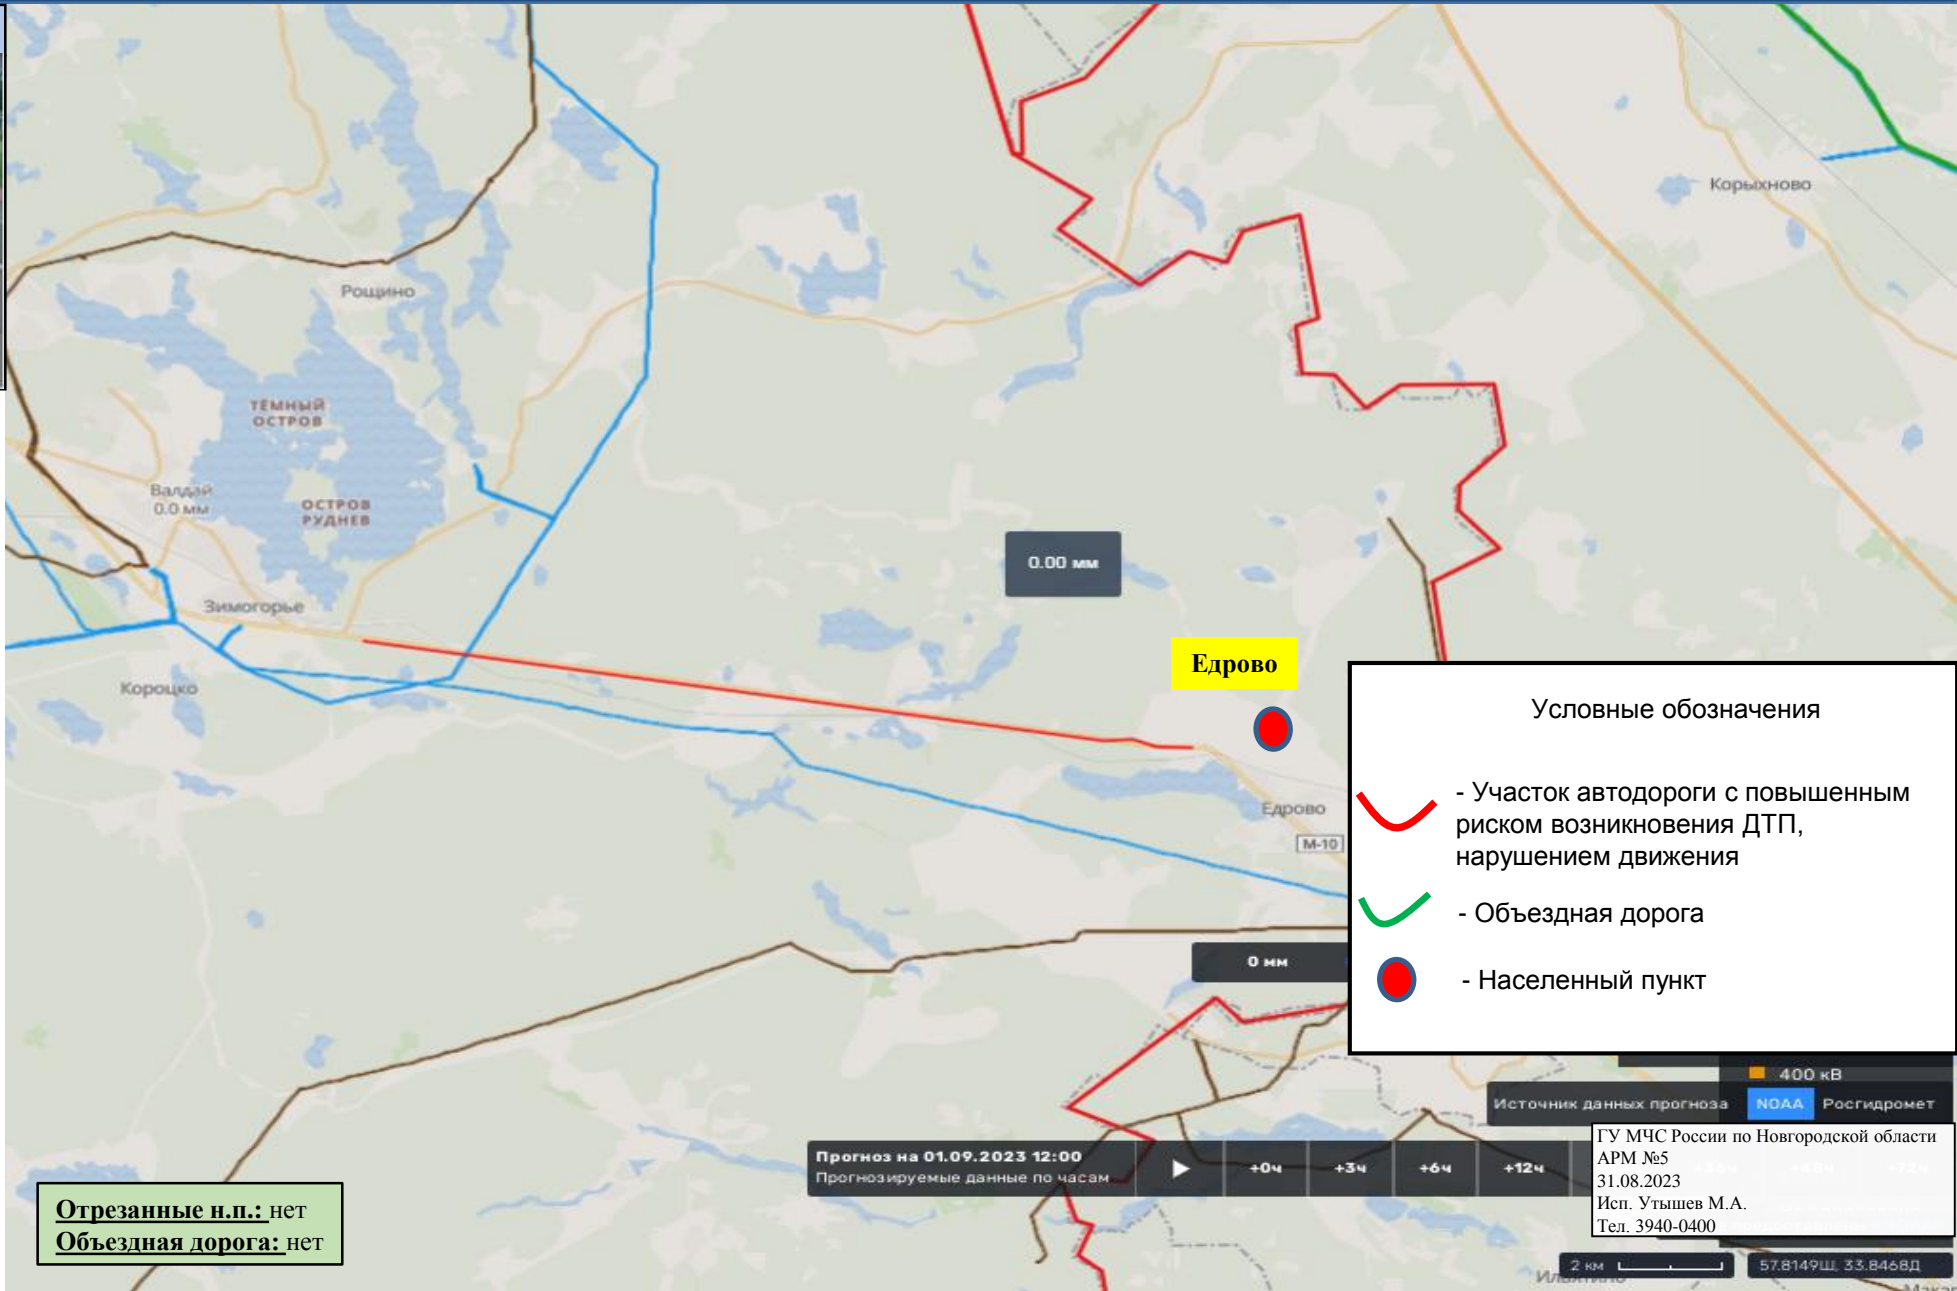 Корыхново
Рощино
ТЁМНЫЙ
ОСТРОВ
Валдай
0.0 мм
ОСТРОВ
РУДНЕВ
0.00 мм
Зимогорье
Едрово
Короцко
Условные обозначения
- Участок автодороги с повышенным
риском возникновения ДТП,
нарушением движения
Едрово
М-10
- Объездная дорога
0 мм
- Населенный пункт
400 кВ
Источник данных прогноза NOAA Росгидромет
Прогноз на 01.09.2023 12:00
Прогнозируемые данные по часам
+0ч +3ч +6ч +12ч
ГУ МЧС России по Новгородской области
АРМ №5
31.08.2023
Исп. Утышев М.А.
Тел. 3940-0400
Отрезанные н.п.: нет
Объездная дорога: нет
2 км
57.8149Ш, 33.8468Д